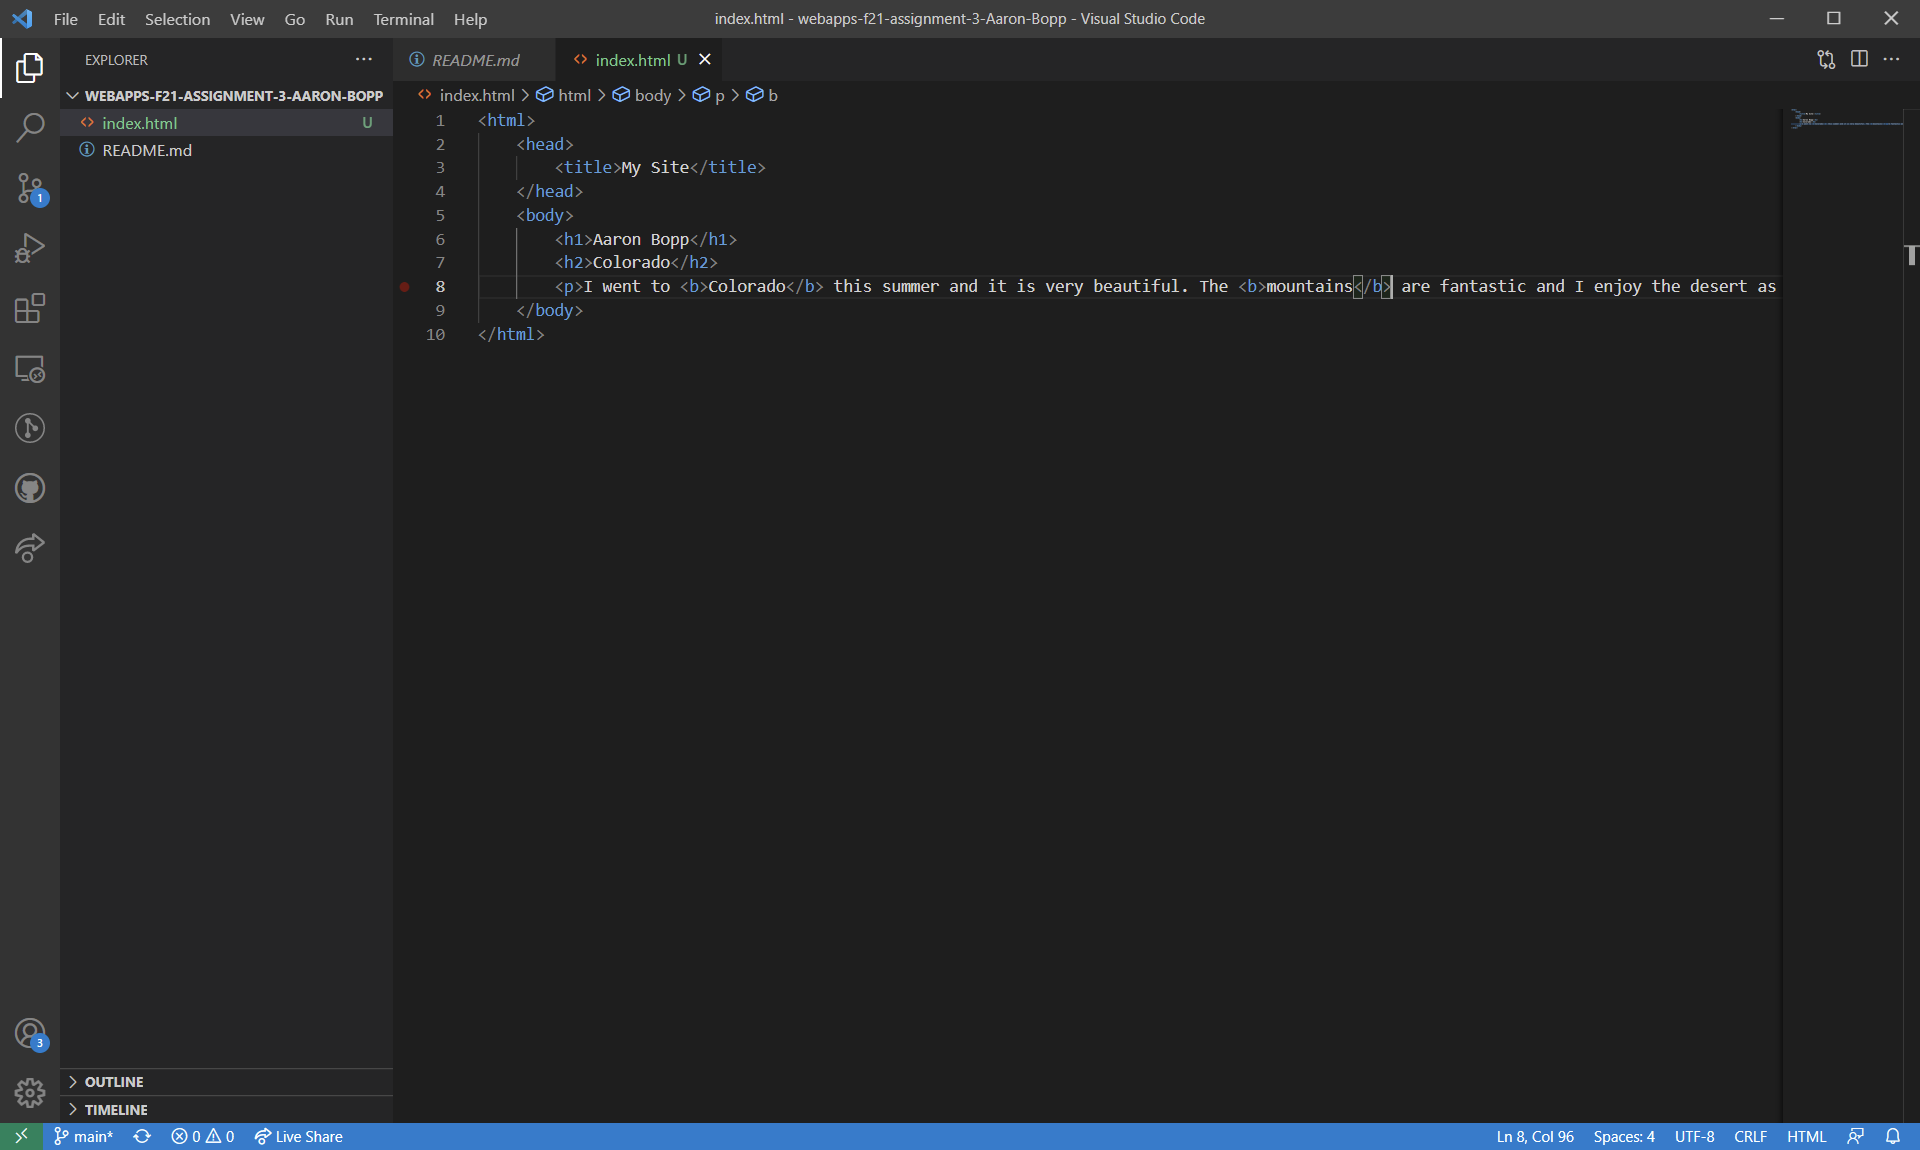 File Edit Selection View Go Run Terminal Help
index.html - webapps-f21-assignment-3-Aaron-Bopp - Visual Studio Code
EXPLORER
WEBAPPS-F21-ASSIGNMENT-3-AARON-BOPP
index.html U
README.md
README.md index.html U
index.html > html > body > p > b
1 <html>
2 <head>
3 <title>My Site</title>
4 </head>
5 <body>
6 <h1>Aaron Bopp</h1>
7 <h2>Colorado</h2>
8 <p>I went to <b>Colorado</b> this summer and it is very beautiful. The <b>mountains</b> are fantastic and I enjoy the desert as
9 </body>
10 </html>
1
3
OUTLINE
TIMELINE
main* 0 0 Live Share
Ln 8, Col 96 Spaces: 4 UTF-8 CRLF HTML